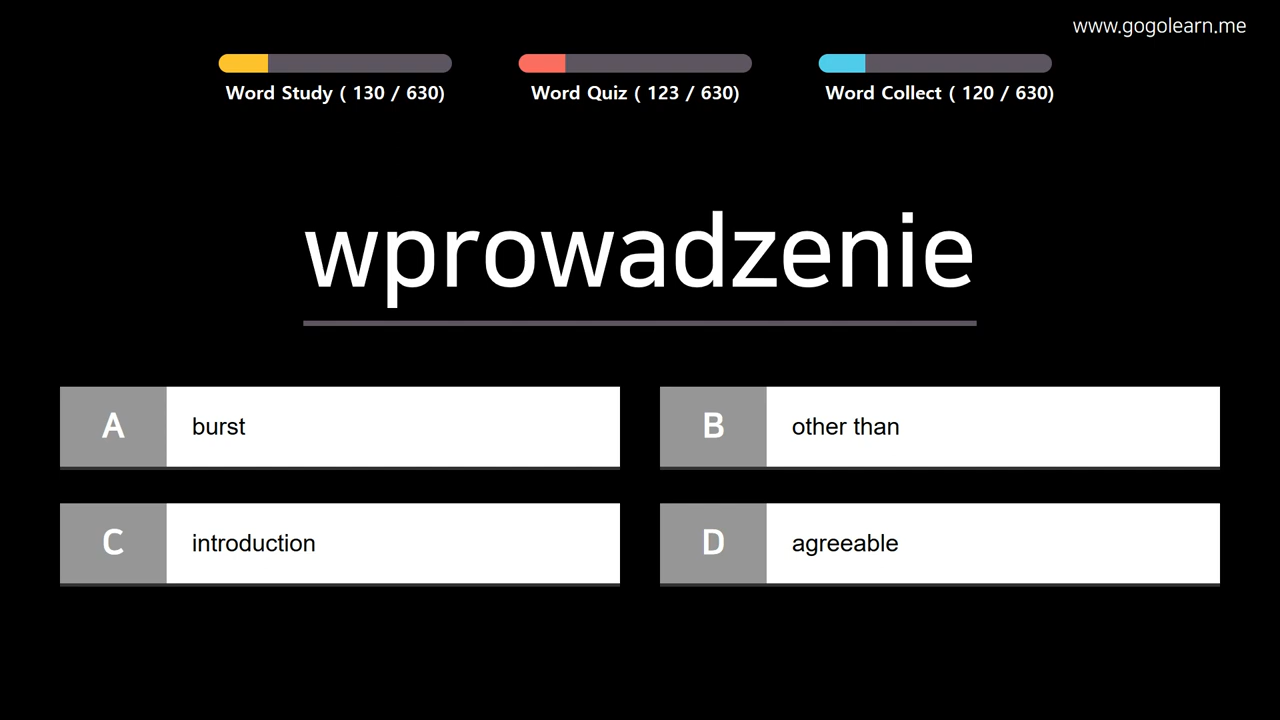 www.gogolearn.me
Word Study ( 130 / 630)
Word Quiz ( 123 / 630)
Word Collect ( 120 / 630)
wprowadzenie
A
burst
B
other than
C
introduction
D
agreeable